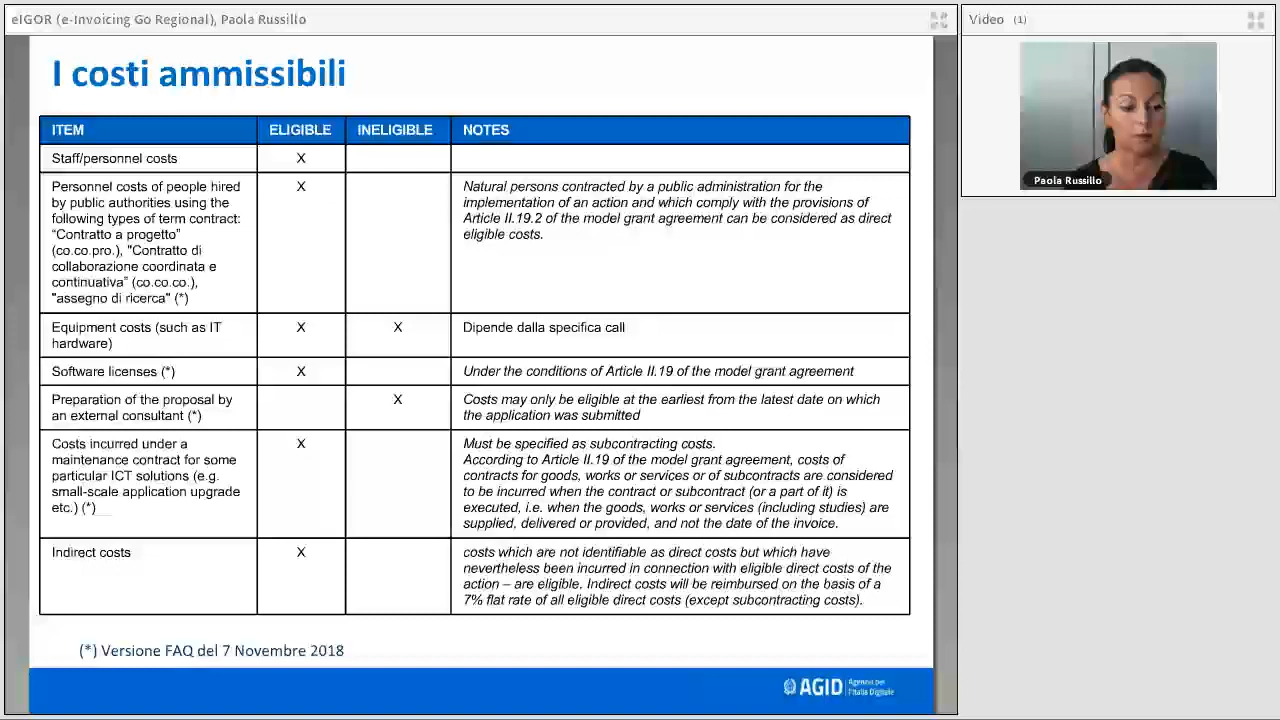 eIGOR (e-Invoicing Go Regional), Paola Russillo
Video (1)
Paola Russillo
I costi ammissibili
ITEM ELIGIBLE INELIGIBLE NOTES
Staff/personnel costs X
Personnel costs of people hired
by public authorities using the
following types of term contract:
“Contratto a progetto”
(co.co.pro.), "Contratto di
collaborazione coordinata e
continuativa” (co.co.co.),
"assegno di ricerca" (*)
X
Natural persons contracted by a public administration for the
implementation of an action and which comply with the provisions of
Article II.19.2 of the model grant agreement can be considered as direct
eligible costs.
Equipment costs (such as IT
hardware)
X X Dipende dalla specifica call
Software licenses (*) X Under the conditions of Article II.19 of the model grant agreement
Preparation of the proposal by
an external consultant (*)
X
Costs may only be eligible at the earliest from the latest date on which
the application was submitted
Costs incurred under a
maintenance contract for some
particular ICT solutions (e.g.
small-scale application upgrade
etc.) (*)
X
Must be specified as subcontracting costs.
According to Article II.19 of the model grant agreement, costs of
contracts for goods, works or services or of subcontracts are considered
to be incurred when the contract or subcontract (or a part of it) is
executed, i.e. when the goods, works or services (including studies) are
supplied, delivered or provided, and not the date of the invoice.
Indirect costs X
costs which are not identifiable as direct costs but which have
nevertheless been incurred in connection with eligible direct costs of the
action – are eligible. Indirect costs will be reimbursed on the basis of a
7% flat rate of all eligible direct costs (except subcontracting costs).
(*) Versione FAQ del 7 Novembre 2018
AGID
Agenzia per
l'Italia Digitale